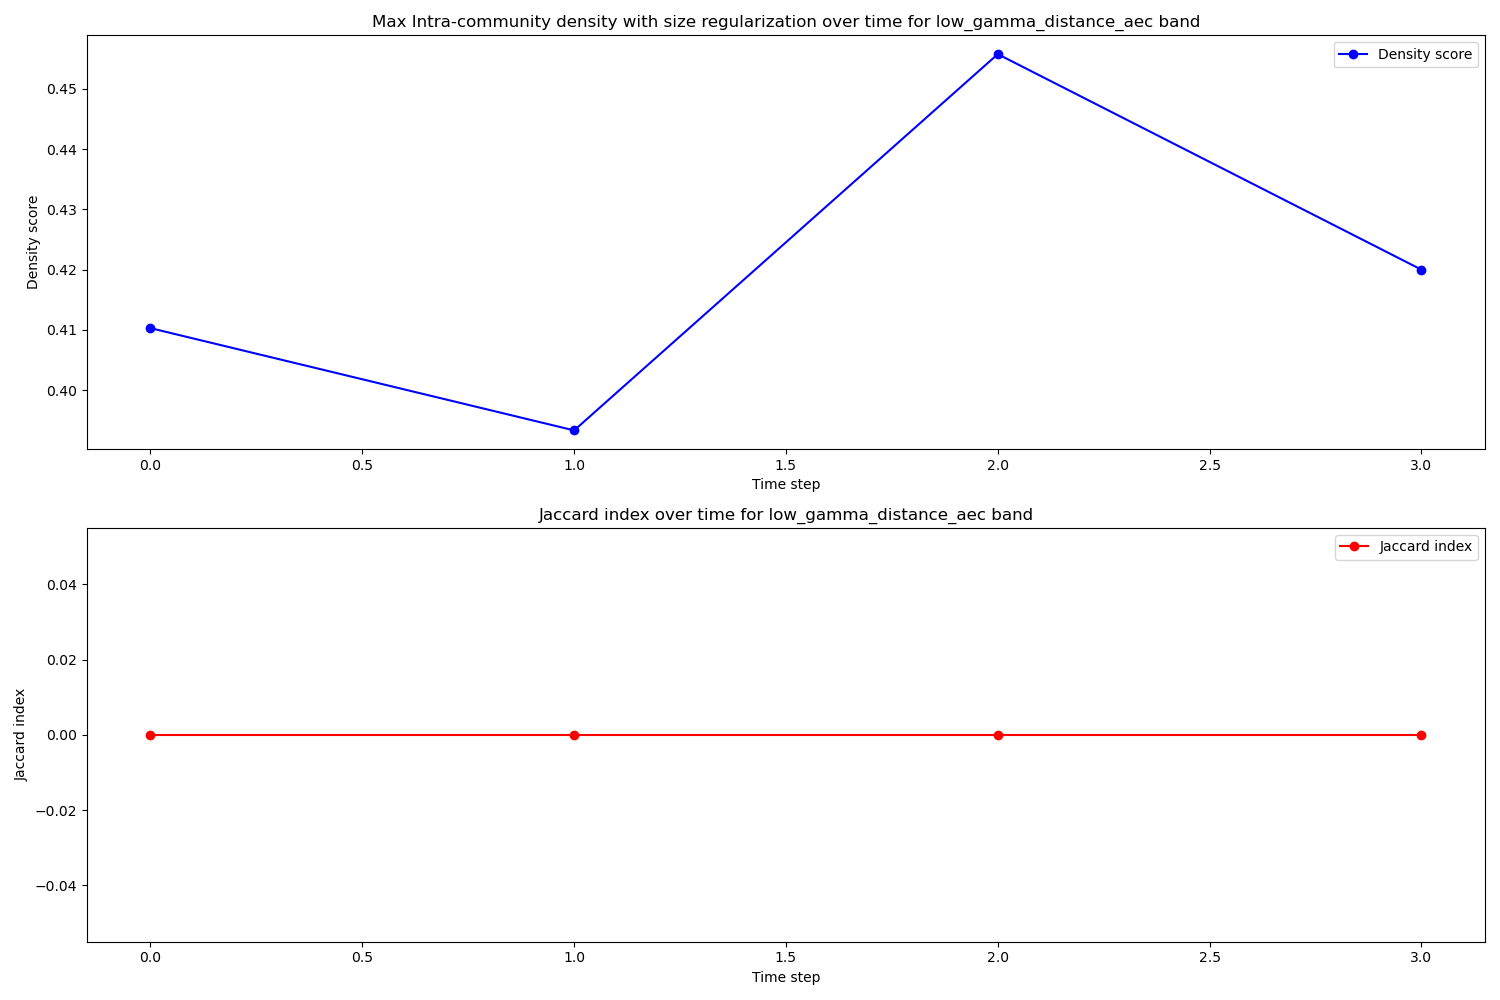 Max Intra-community density with size regularization over time for low_gamma_distance_aec band
Density score
0.45
0.44
0.43
0.42
0.41
0.40
Density score
0.0 0.5 1.0 1.5 2.0 2.5 3.0
Time step
Jaccard index over time for low_gamma_distance_aec band
Jaccard index
0.04
0.02
0.00
−0.02
−0.04
Jaccard index
0.0 0.5 1.0 1.5 2.0 2.5 3.0
Time step